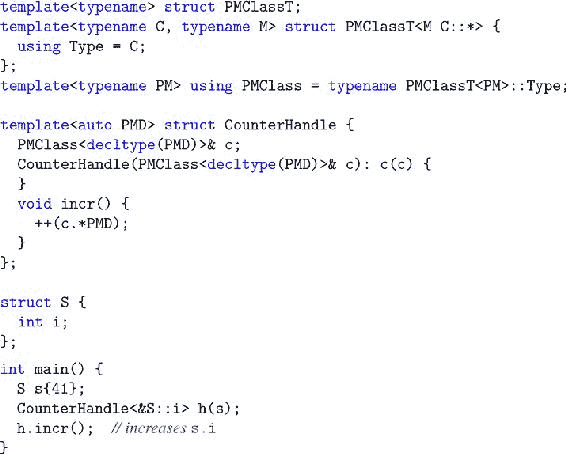 template<typename> struct PMClassT;
template<typename C, typename M> struct PMClassT<M C::*> {
  using Type = C;
};
template<typename PM> using PMClass = typename PMClassT<PM>::Type;

template<auto PMD> struct CounterHandle {
  PMClass<decltype(PMD)>& c;
  CounterHandle(PMClass<decltype(PMD)>& c): c(c) {
  }
  void incr() {
    ++(c.*PMD);
  }
};

struct S {
  int i;
};
int main() {
  S s{41};
  CounterHandle<&S::i> h(s);
  h.incr();  // increases s.i
}